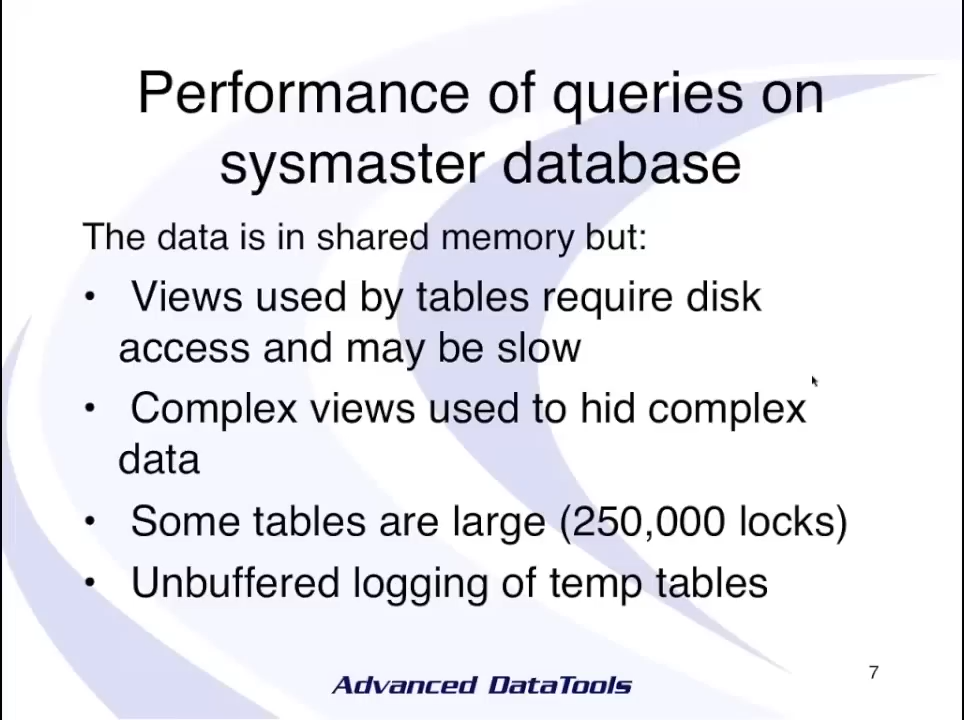 Performance of queries on
sysmaster database
The data is in shared memory but:
• Views used by tables require disk
access and may be slow
• Complex views used to hid complex
data
• Some tables are large (250,000 locks)
• Unbuffered logging of temp tables
Advanced DataTools
7